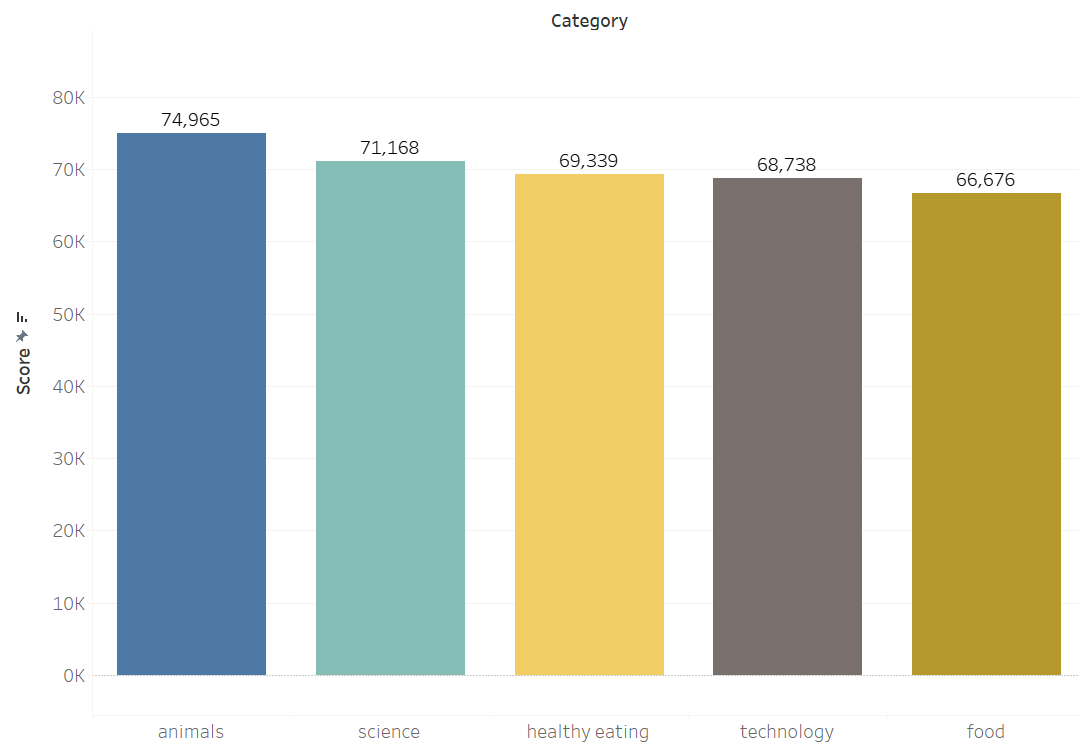 Category
80K
70K
60K
50K
40K
30K
20K
10K
0K
Score
74,965
71,168
69,339
68,738
66,676
animals
science
healthy eating
technology
food